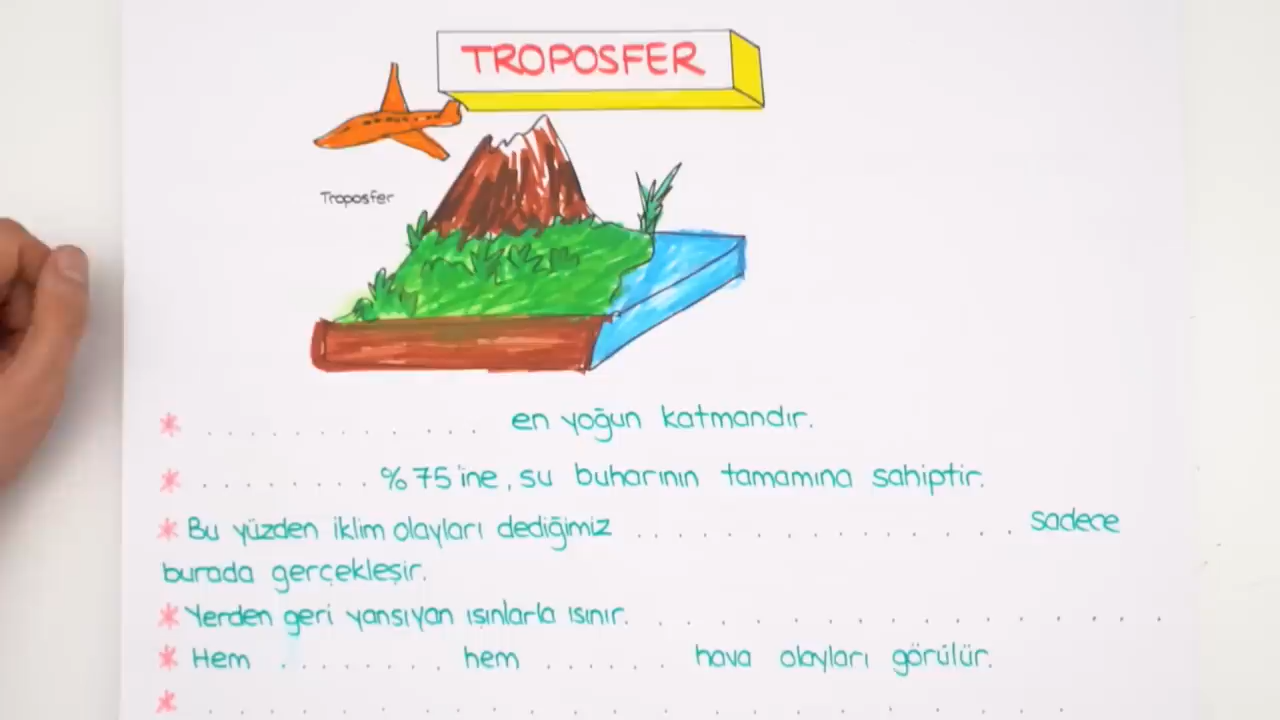 TROPOSFER
Troposfer
* . . . . . . . . . . . . . en yoğun katmandır.
* . . . . . . . . %75'ine, su buharının tamamına sahiptir.
* Bu yüzden iklim olayları dediğimiz . . . . . . . . . . . . . . . sadece
burada gerçekleşir.
* Yerden geri yansıyan ışınlarla ısınır. . . . . . . . . . . . . . .
* Hem . . . . . . . . hem . . . . . . hava olayları görülür.
* . . . . . . . . . . . . . . . .